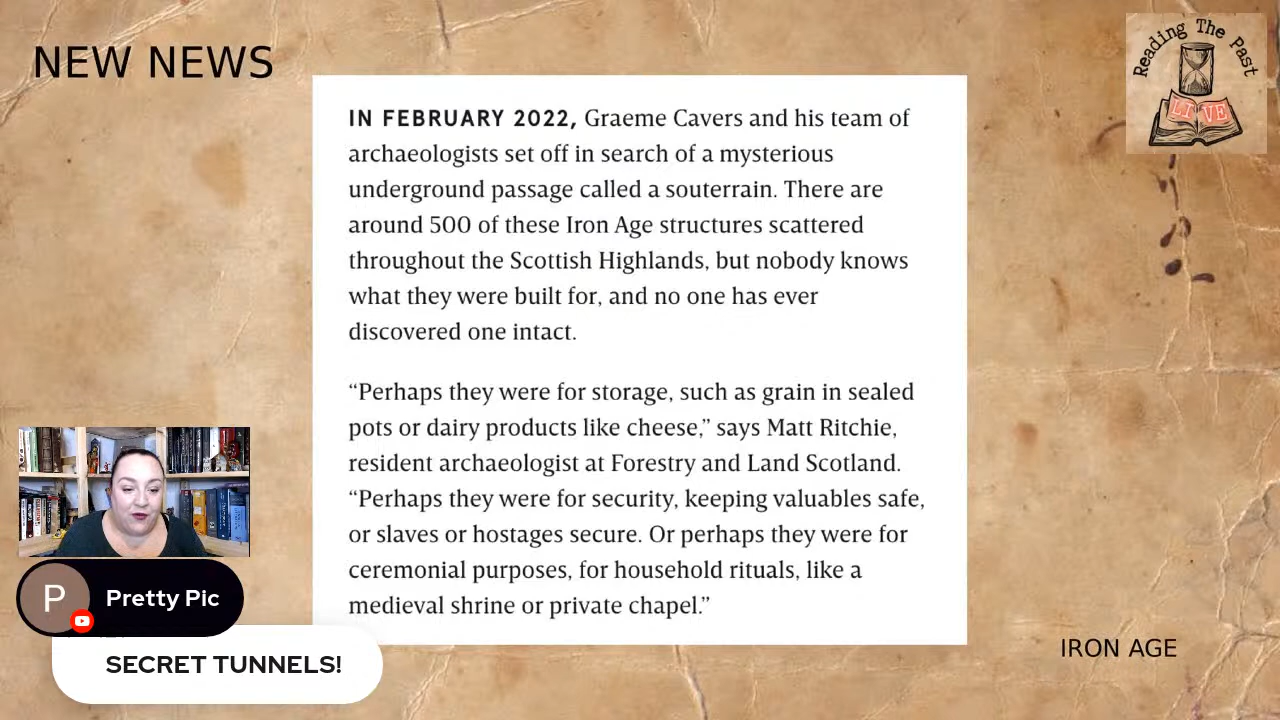 NEW NEWS
Reading The Past
LIVE
IN FEBRUARY 2022, Graeme Cavers and his team of
archaeologists set off in search of a mysterious
underground passage called a souterrain. There are
around 500 of these Iron Age structures scattered
throughout the Scottish Highlands, but nobody knows
what they were built for, and no one has ever
discovered one intact.
“Perhaps they were for storage, such as grain in sealed
pots or dairy products like cheese,” says Matt Ritchie,
resident archaeologist at Forestry and Land Scotland.
“Perhaps they were for security, keeping valuables safe,
or slaves or hostages secure. Or perhaps they were for
ceremonial purposes, for household rituals, like a
medieval shrine or private chapel.”
P
Pretty Pic
SECRET TUNNELS!
IRON AGE